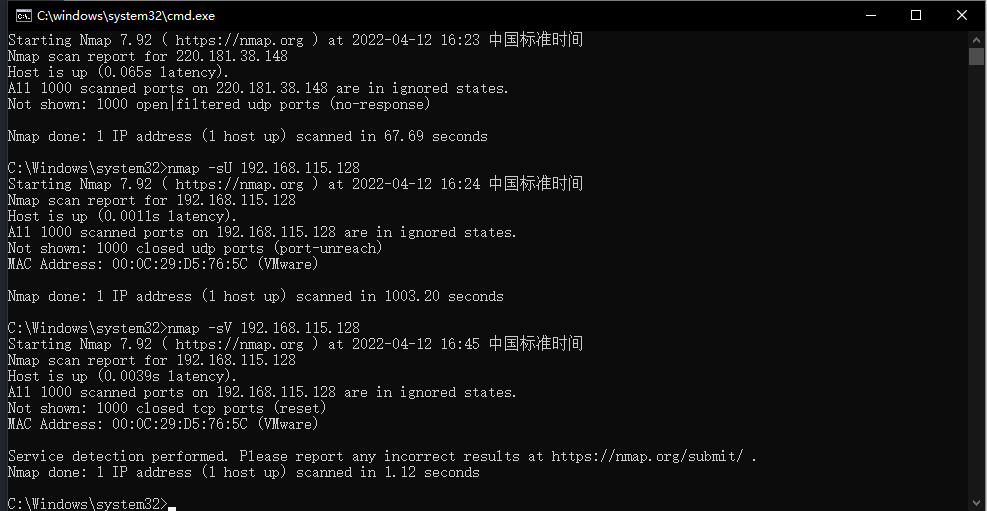 C:\windows\system32\cmd.exe
Starting Nmap 7.92 ( https://nmap.org ) at 2022-04-12 16:23 中国标准时间
Nmap scan report for 220.181.38.148
Host is up (0.065s latency).
All 1000 scanned ports on 220.181.38.148 are in ignored states.
Not shown: 1000 open|filtered udp ports (no-response)
Nmap done: 1 IP address (1 host up) scanned in 67.69 seconds
C:\Windows\system32>nmap -sU 192.168.115.128
Starting Nmap 7.92 ( https://nmap.org ) at 2022-04-12 16:24 中国标准时间
Nmap scan report for 192.168.115.128
Host is up (0.0011s latency).
All 1000 scanned ports on 192.168.115.128 are in ignored states.
Not shown: 1000 closed udp ports (port-unreach)
MAC Address: 00:0C:29:D5:76:5C (VMware)
Nmap done: 1 IP address (1 host up) scanned in 1003.20 seconds
C:\Windows\system32>nmap -sV 192.168.115.128
Starting Nmap 7.92 ( https://nmap.org ) at 2022-04-12 16:45 中国标准时间
Nmap scan report for 192.168.115.128
Host is up (0.0039s latency).
All 1000 scanned ports on 192.168.115.128 are in ignored states.
Not shown: 1000 closed tcp ports (reset)
MAC Address: 00:0C:29:D5:76:5C (VMware)
Service detection performed. Please report any incorrect results at https://nmap.org/submit/ .
Nmap done: 1 IP address (1 host up) scanned in 1.12 seconds
C:\Windows\system32>